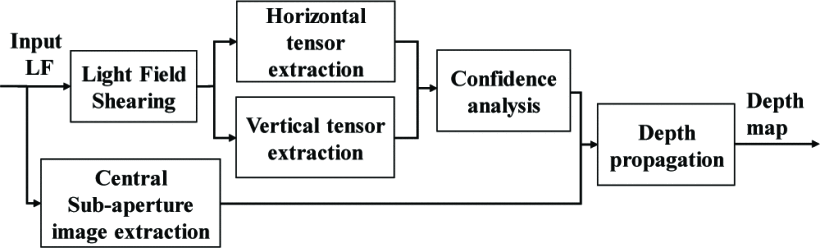 Input
LF
Light Field
Shearing
Horizontal
tensor
extraction
Vertical tensor
extraction
Confidence
analysis
Central
Sub-aperture
image extraction
Depth
propagation
Depth
map